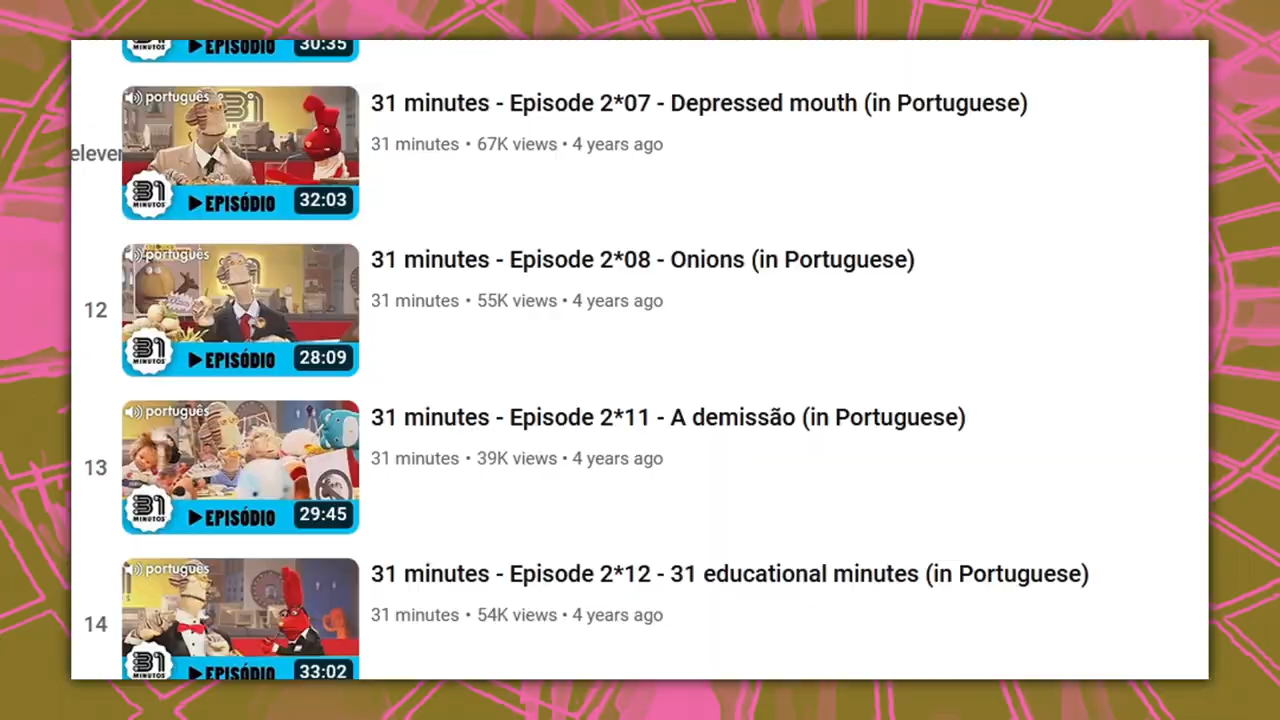 31
MINUTOS
▶EPISÓDIO
30:35
português
31 minutes - Episode 2*07 - Depressed mouth (in Portuguese)
31 minutes • 67K views • 4 years ago
eleven
31
MINUTOS
▶EPISÓDIO
32:03
português
31 minutes - Episode 2*08 - Onions (in Portuguese)
31 minutes • 55K views • 4 years ago
12
31
MINUTOS
▶EPISÓDIO
28:09
português
31 minutes - Episode 2*11 - A demissão (in Portuguese)
31 minutes • 39K views • 4 years ago
13
31
MINUTOS
▶EPISÓDIO
29:45
português
31 minutes - Episode 2*12 - 31 educational minutes (in Portuguese)
31 minutes • 54K views • 4 years ago
14
31
▶EPISÓDIO
33:02